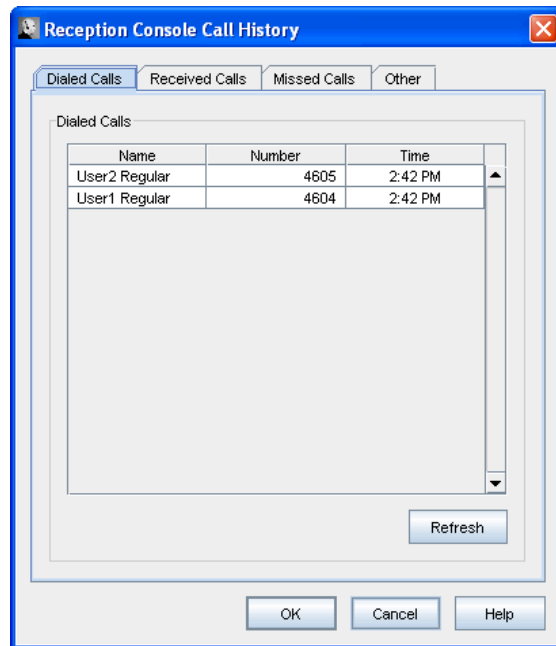 Reception Console Call History
Dialed Calls Received Calls Missed Calls Other
Dialed Calls
Name Number Time
User2 Regular 4605 2:42 PM
User1 Regular 4604 2:42 PM
Refresh
OK Cancel Help